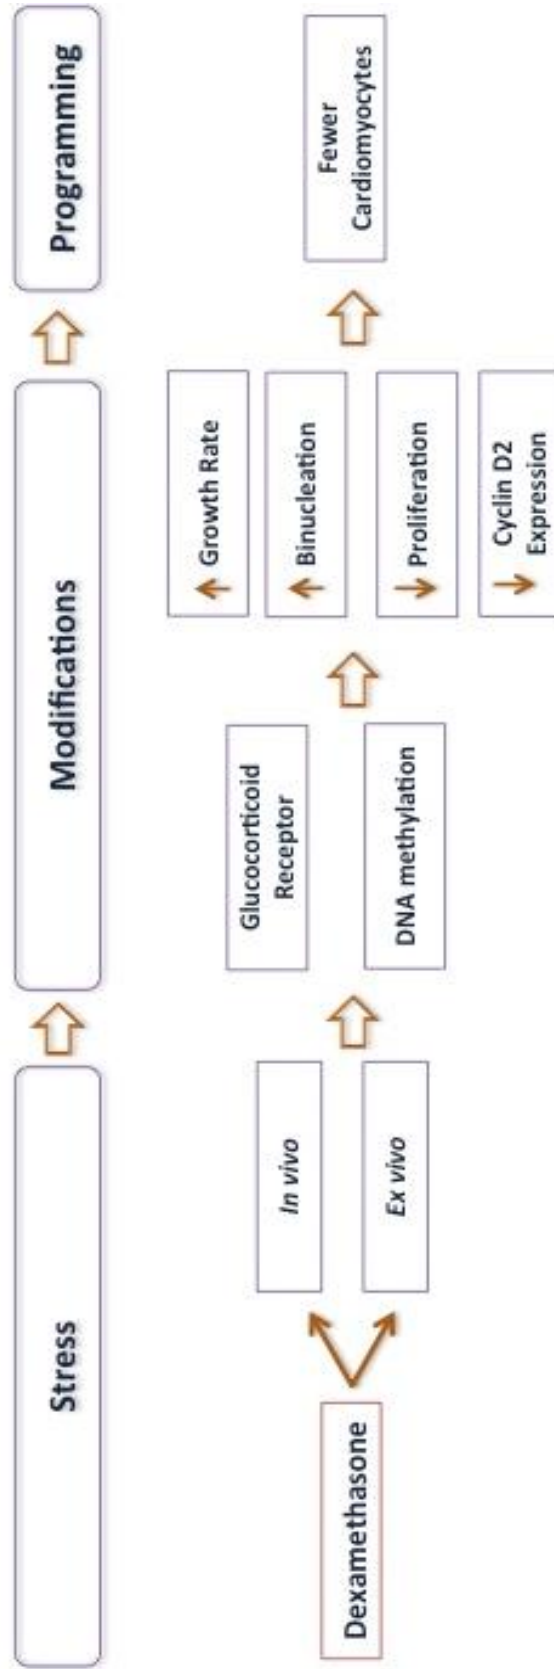 Stress
Modifications
Programming
Dexamethasone
In vivo
Ex vivo
Glucocorticoid
Receptor
DNA methylation
Growth Rate
Binucleation
Proliferation
Cyclin D2
Expression
Fewer
Cardiomyocytes